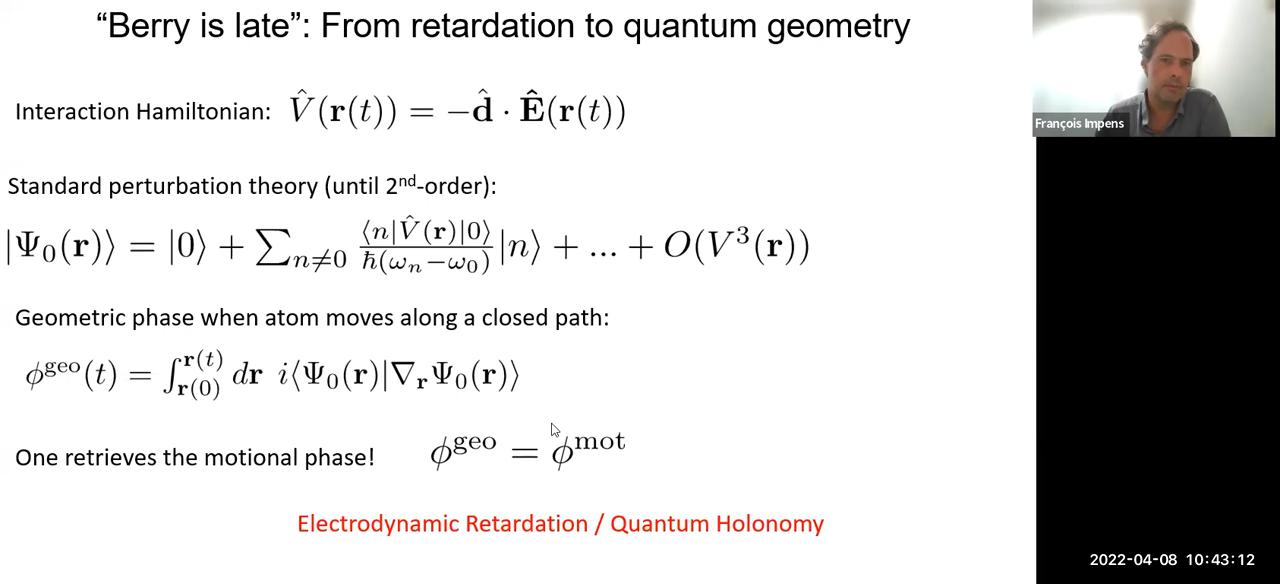 “Berry is late”: From retardation to quantum geometry
Interaction Hamiltonian: V̂(𝐫(t)) = −𝐝̂ · 𝐄̂(𝐫(t))
Standard perturbation theory (until 2ⁿᵈ-order):
|Ψ₀(𝐫)⟩ = |0⟩ + ∑ₙ≠₀ ⟨n|V̂(𝐫)|0⟩ / ℏ(ωₙ−ω₀) |n⟩ + ... + O(V³(𝐫))
Geometric phase when atom moves along a closed path:
ϕᵍᵉᵒ(t) = ∫_{𝐫(0)}^{𝐫(t)} d𝐫 i⟨Ψ₀(𝐫)|∇_𝐫Ψ₀(𝐫)⟩
One retrieves the motional phase! ϕᵍᵉᵒ = ϕᵐᵒᵗ
Electrodynamic Retardation / Quantum Holonomy
François Impens
2022-04-08 10:43:12